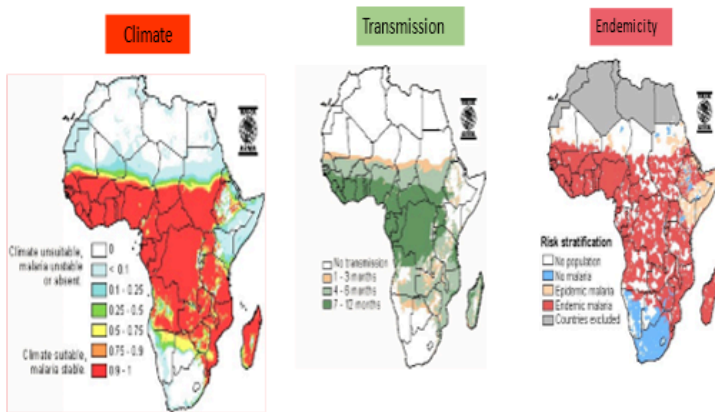 Climate
Transmission
Endemicity
Climate unsuitable,
malaria unstable
or absent.
Climate suitable,
malaria stable.
0
< 0.1
0.1 - 0.25
0.25 - 0.5
0.5 - 0.75
0.75 - 0.9
0.9 - 1
No transmission
1 - 3 months
4 - 6 months
7 - 12 months
Risk stratification
No population
No malaria
Epidemic malaria
Endemic malaria
Countries excluded